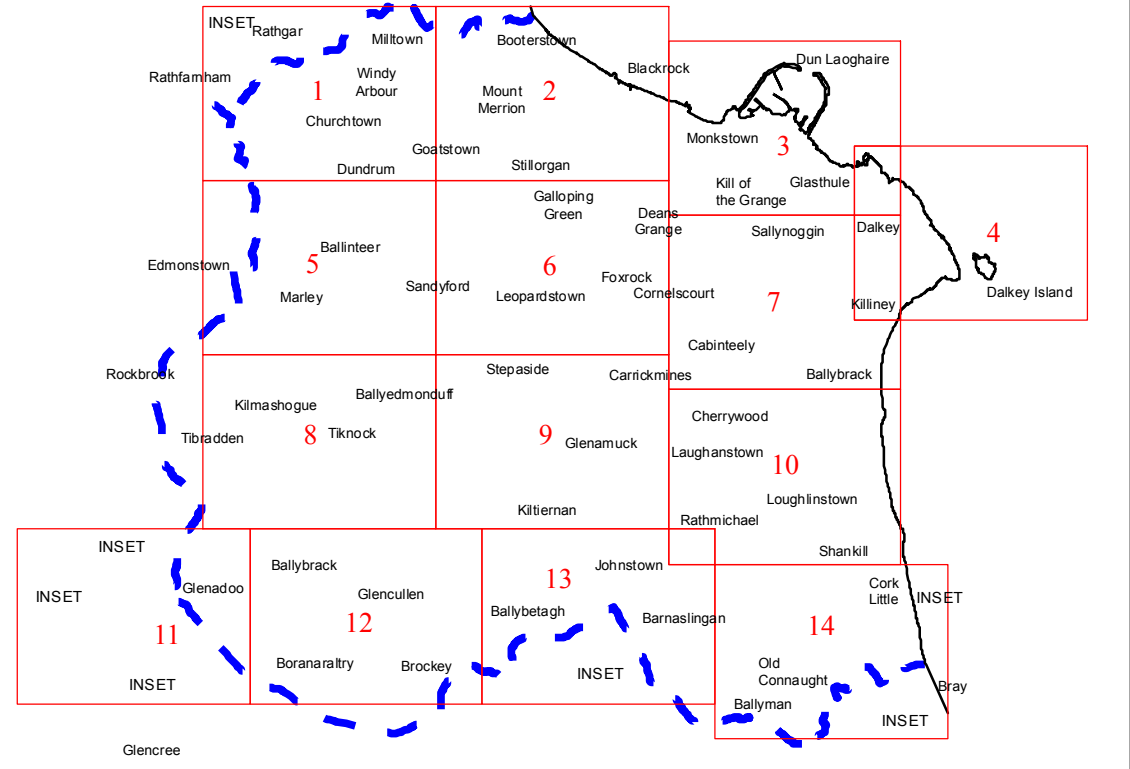 INSET
Rathgar
Milltown
Booterstown
Rathfarnham
Windy
Arbour
1
Mount
Merrion
2
Blackrock
Dun Laoghaire
Churchtown
Goatstown
Dundrum
Stillorgan
Monkstown
3
Kill of
the Grange
Glasthule
Galloping
Green
Deans
Grange
Sallynoggin
Dalkey
4
Dalkey Island
Edmonstown
Ballinteer
5
Marley
Sandyford
6
Leopardstown
Foxrock
Cornelscourt
7
Killiney
Cabinteely
Ballybrack
Rockbrook
Stepaside
Carrickmines
Kilmashogue
Ballyedmonduff
8
Tiknock
Tibradden
9
Glenamuck
Kiltiernan
Cherrywood
Laughanstown
10
Loughlinstown
Rathmichael
Shankill
INSET
INSET
Glenadoo
11
INSET
Ballybrack
Glencullen
12
Boranaraltry
Brockey
13
Johnstown
Ballybetagh
Barnaslingan
INSET
Cork
Little
INSET
14
Old
Connaught
Ballyman
Bray
INSET
Glencree